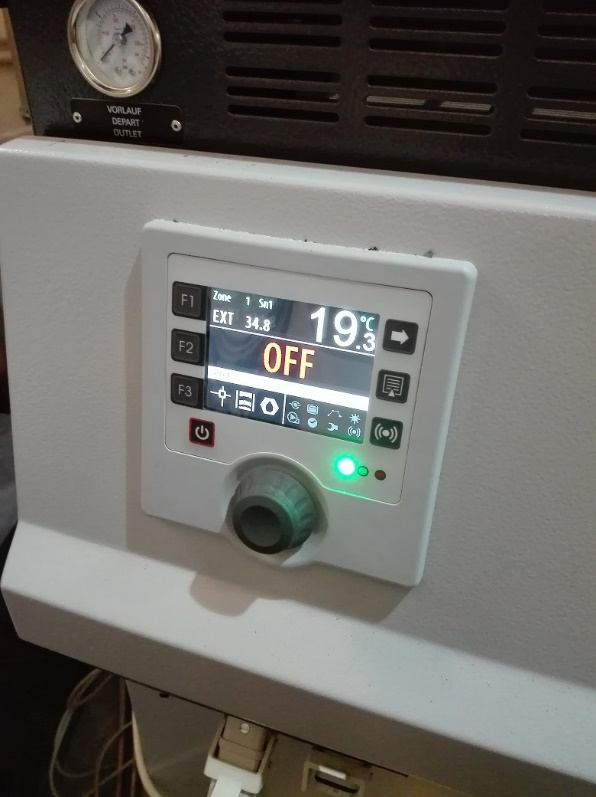 VORLAUF
DEPART
OUTLET
F1
F2
F3
Zone 1 Sn1
EXT 34.8
19.3 °C
OFF